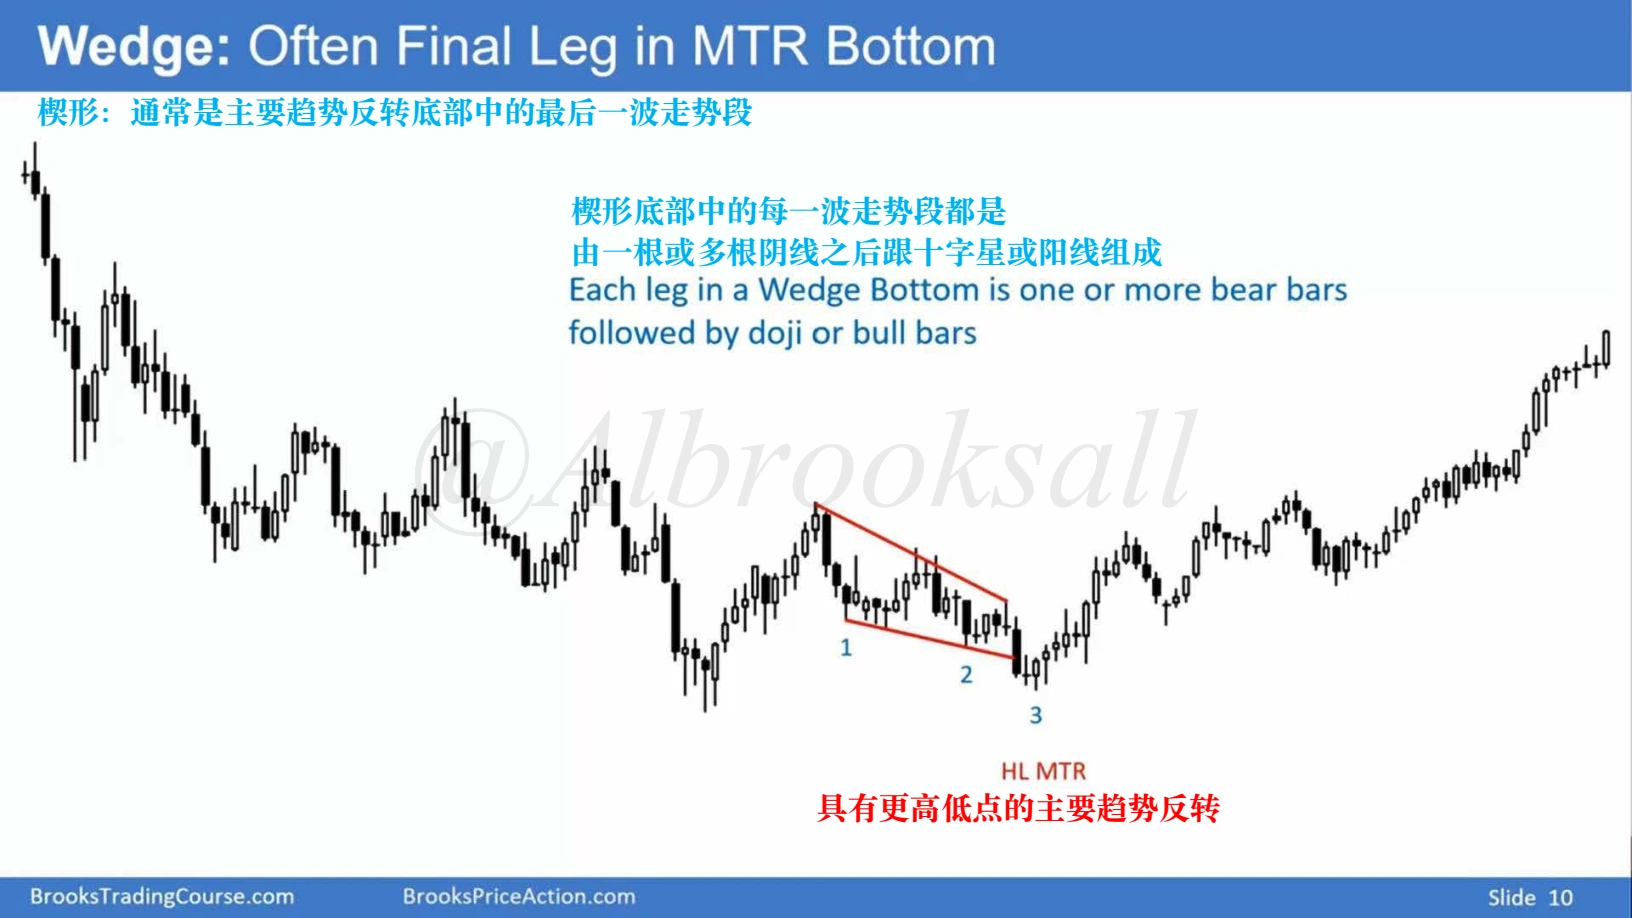 Wedge: Often Final Leg in MTR Bottom
楔形：通常是主要趋势反转底部中的最后一波走势段
楔形底部中的每一波走势段都是
由一根或多根阴线之后跟十字星或阳线组成
Each leg in a Wedge Bottom is one or more bear bars
followed by doji or bull bars
@Albrooksall
1
2
3
HL MTR
具有更高低点的主要趋势反转
BrooksTradingCourse.com
BrooksPriceAction.com
Slide 10